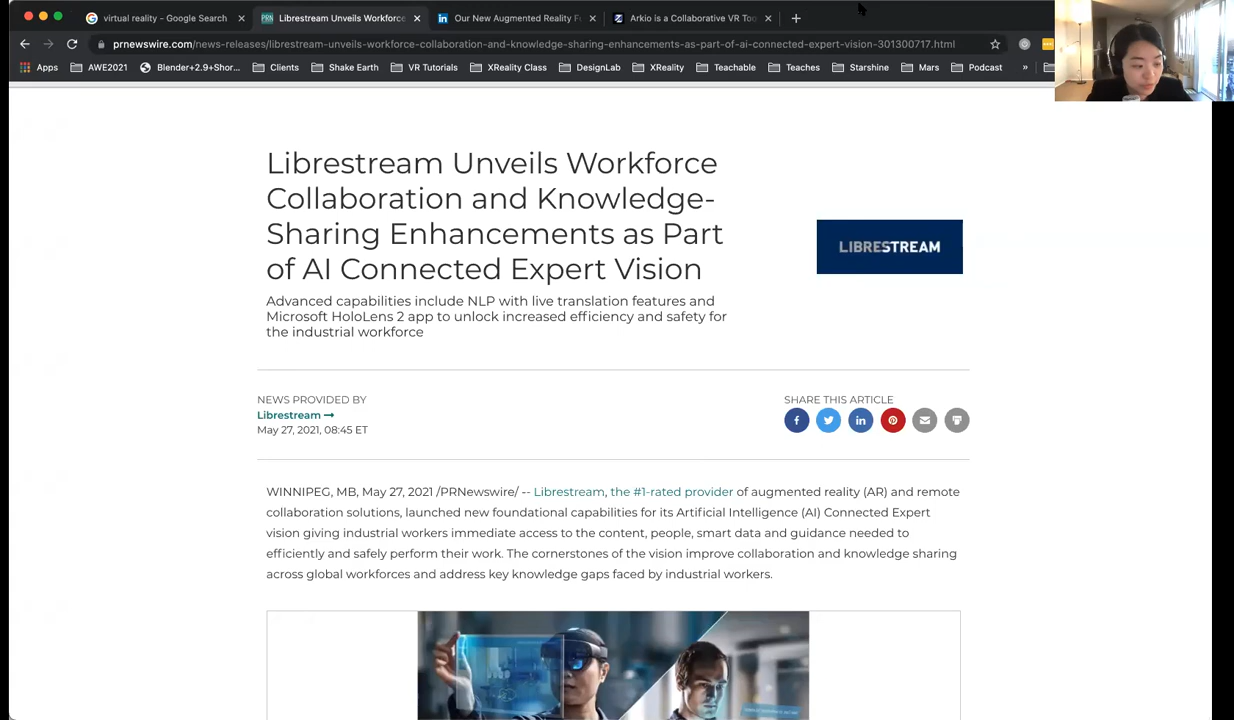 virtual reality - Google Search
Librestream Unveils Workforce
Our New Augmented Reality F
Arkio is a Collaborative VR Too
prnewswire.com/news-releases/librestream-unveils-workforce-collaboration-and-knowledge-sharing-enhancements-as-part-of-ai-connected-expert-vision-301300717.html
Apps AWE2021 Blender+2.9+Shor... Clients Shake Earth VR Tutorials XReality Class DesignLab XReality Teachable Teaches Starshine Mars Podcast »
Librestream Unveils Workforce
Collaboration and Knowledge-
Sharing Enhancements as Part
of AI Connected Expert Vision
LIBRESTREAM
Advanced capabilities include NLP with live translation features and
Microsoft HoloLens 2 app to unlock increased efficiency and safety for
the industrial workforce
NEWS PROVIDED BY
Librestream
May 27, 2021, 08:45 ET
SHARE THIS ARTICLE
WINNIPEG, MB, May 27, 2021 /PRNewswire/ -- Librestream, the #1-rated provider of augmented reality (AR) and remote
collaboration solutions, launched new foundational capabilities for its Artificial Intelligence (AI) Connected Expert
vision giving industrial workers immediate access to the content, people, smart data and guidance needed to
efficiently and safely perform their work. The cornerstones of the vision improve collaboration and knowledge sharing
across global workforces and address key knowledge gaps faced by industrial workers.